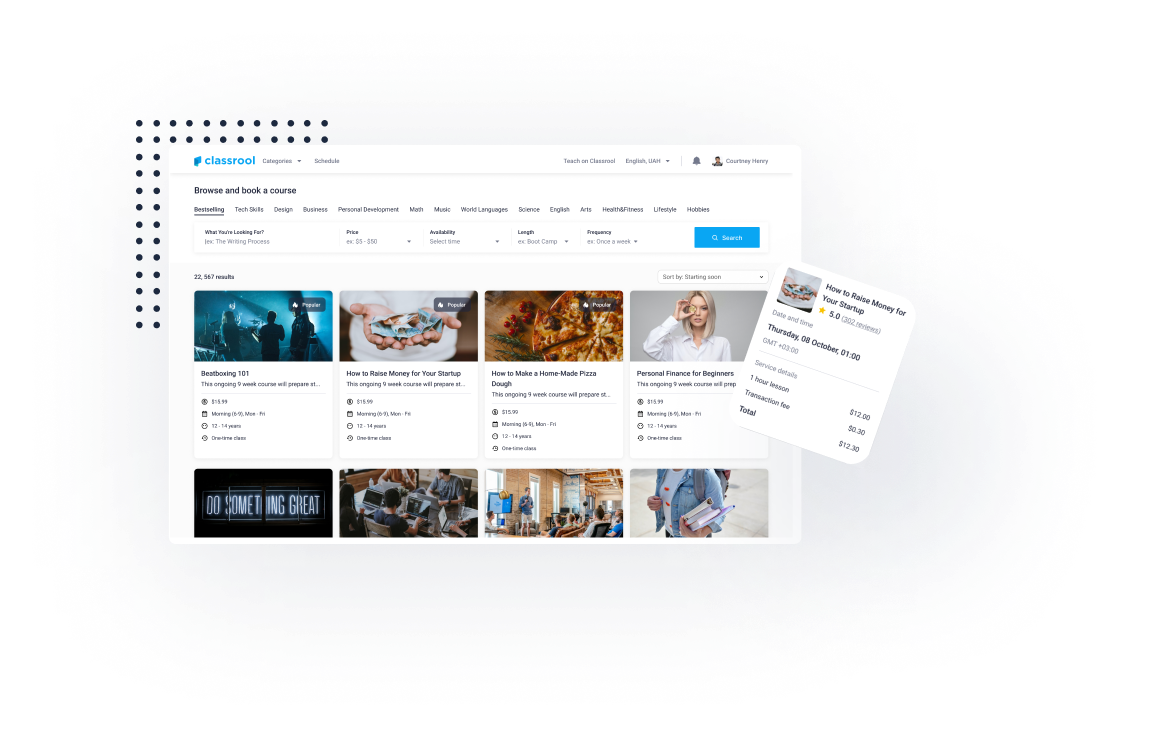 classrool Categories Schedule Teach on Classrool English, UAH Courtney Henry
Browse and book a course
Bestselling Tech Skills Design Business Personal Development Math Music World Languages Science English Arts Health&Fitness Lifestyle Hobbies
What You're Looking For? Price Availability Length Frequency
ex: The Writing Process ex: $5 - $50 Select time ex: Boot Camp ex: Once a week
Search
22, 567 results
Sort by: Starting soon
Popular
Beatboxing 101
This ongoing 9 week course will prepare st...
$15.99
Morning (6-9), Mon - Fri
12 - 14 years
One-time class
Popular
How to Raise Money for Your Startup
This ongoing 9 week course will prepare st...
$15.99
Morning (6-9), Mon - Fri
12 - 14 years
One-time class
Popular
How to Make a Home-Made Pizza
Dough
This ongoing 9 week course will prepare st...
$15.99
Morning (6-9), Mon - Fri
12 - 14 years
One-time class
Personal Finance for Beginners
This ongoing 9 week course will prep
$15.99
Morning (6-9), Mon - Fri
12 - 14 years
One-time class
DO SOMETHING GREAT
How to Raise Money for
Your Startup
5.0 (302 reviews)
Date and time
Thursday, 08 October, 01:00
GMT +03:00
Service details
1 hour lesson $12.00
Transaction fee $0.30
Total $12.30